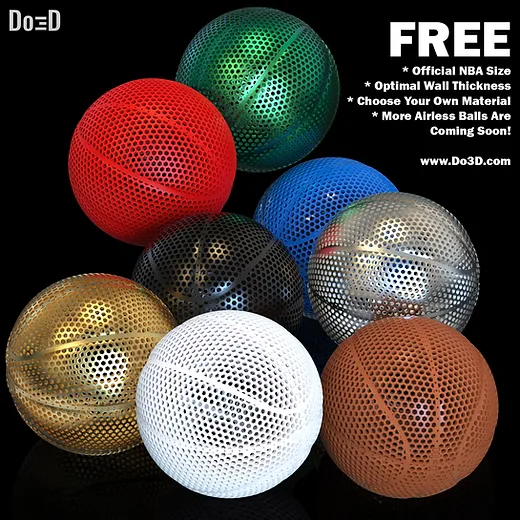 Do=D
FREE
* Official NBA Size
* Optimal Wall Thickness
* Choose Your Own Material
* More Airless Balls Are
Coming Soon!
www.Do3D.com